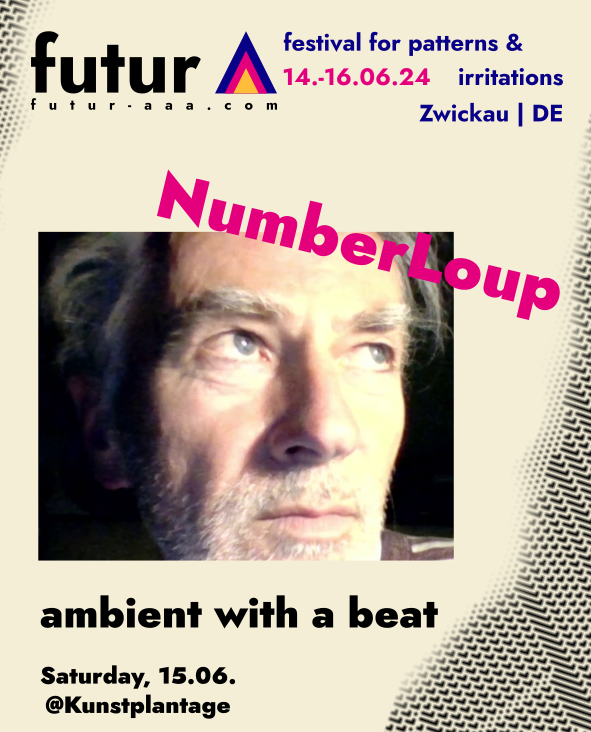 futur
futur-aaa.com
festival for patterns &
14.-16.06.24 irritations
Zwickau | DE
NumberLoup
ambient with a beat
Saturday, 15.06.
@Kunstplantage